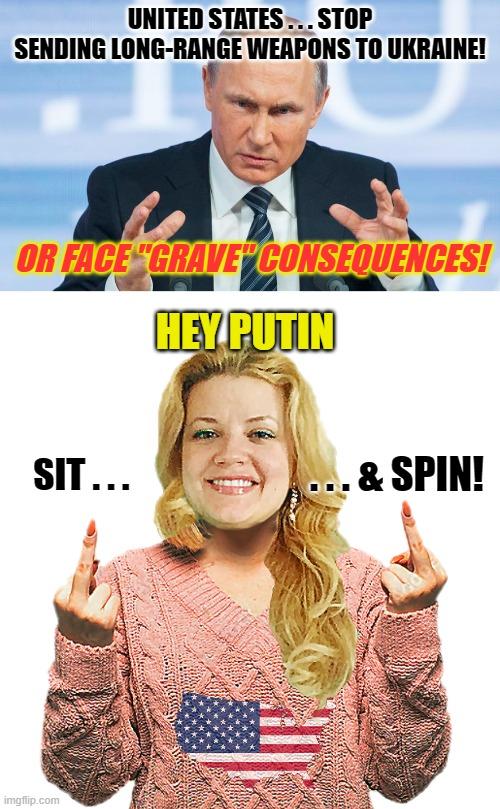 UNITED STATES . . . STOP
SENDING LONG-RANGE WEAPONS TO UKRAINE!
OR FACE "GRAVE" CONSEQUENCES!
HEY PUTIN
SIT . . .
. . . & SPIN!
imgflip.com